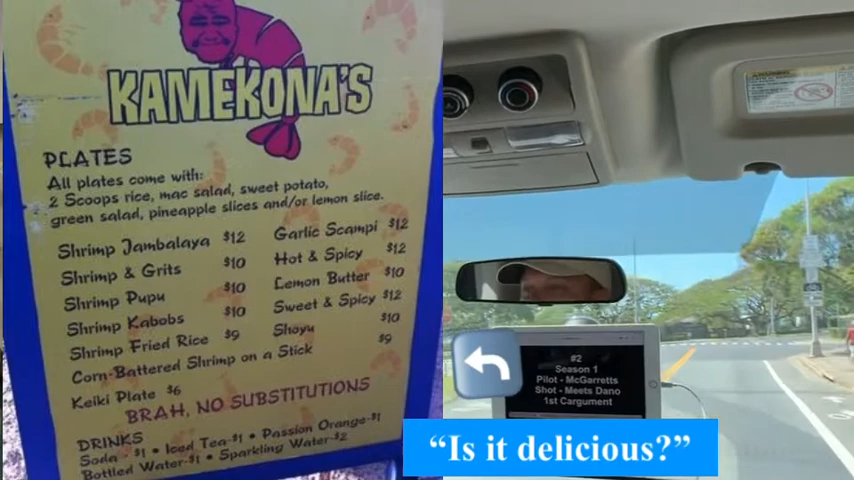 KAMEKONA'S
PLATES
All plates come with:
2 Scoops rice, mac salad, sweet potato,
green salad, pineapple slices and/or lemon slice.
Shrimp Jambalaya $12
Shrimp & Grits $10
Shrimp Pupu $10
Shrimp Kabobs $10
Shrimp Fried Rice $9
Corn-Battered Shrimp on a Stick $9
Keiki Plate $6
Garlic Scampi $12
Hot & Spicy $12
Lemon Butter $10
Sweet & Spicy $12
Shoyu $10
BRAH, NO SUBSTITUTIONS
DRINKS
Soda - $1 • Iced Tea-$1 • Passion Orange-$1
Bottled Water-$1 • Sparkling Water-$2
#2
Season 1
Pilot - McGarretts
Shot - Meets Dano
1st Cargument
“Is it delicious?”